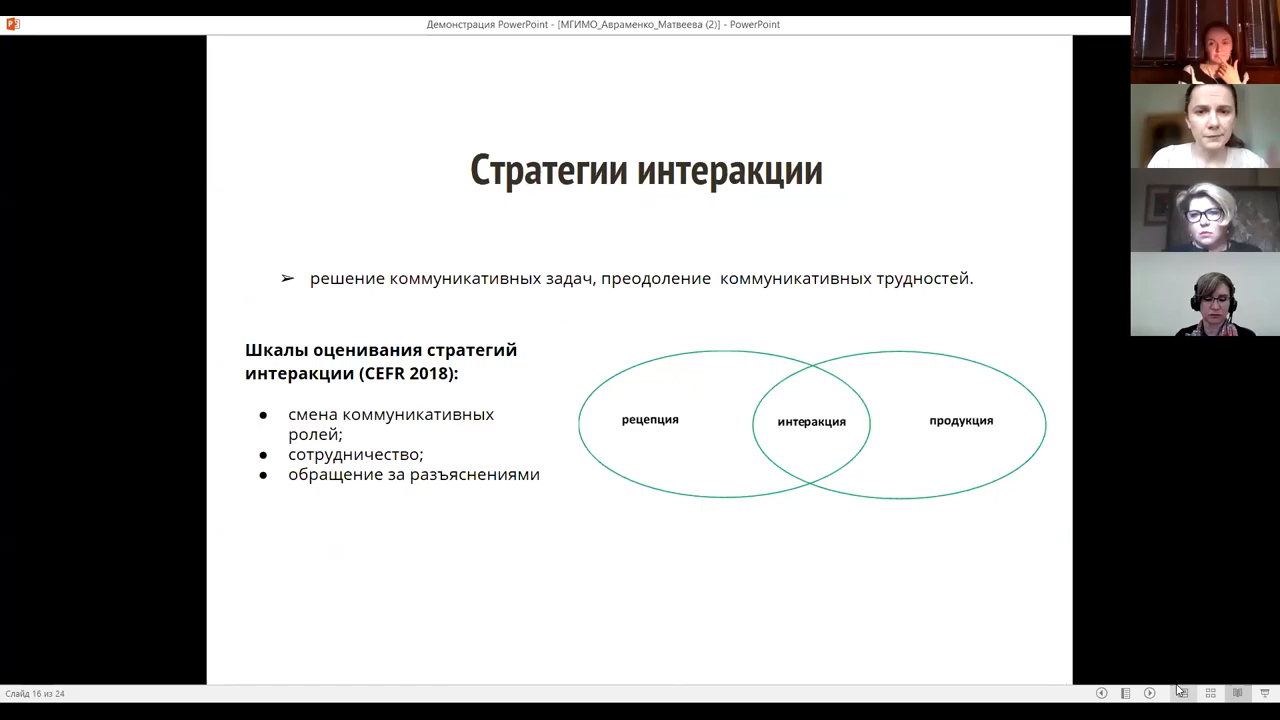 Демонстрация PowerPoint - [МГИМО_Авраменко_Матвеева (2)] - PowerPoint
Стратегии интеракции
➢ решение коммуникативных задач, преодоление коммуникативных трудностей.
Шкалы оценивания стратегий
интеракции (CEFR 2018):
● смена коммуникативных
ролей;
● сотрудничество;
● обращение за разъяснениями
рецепция
интеракция
продукция
Слайд 16 из 24